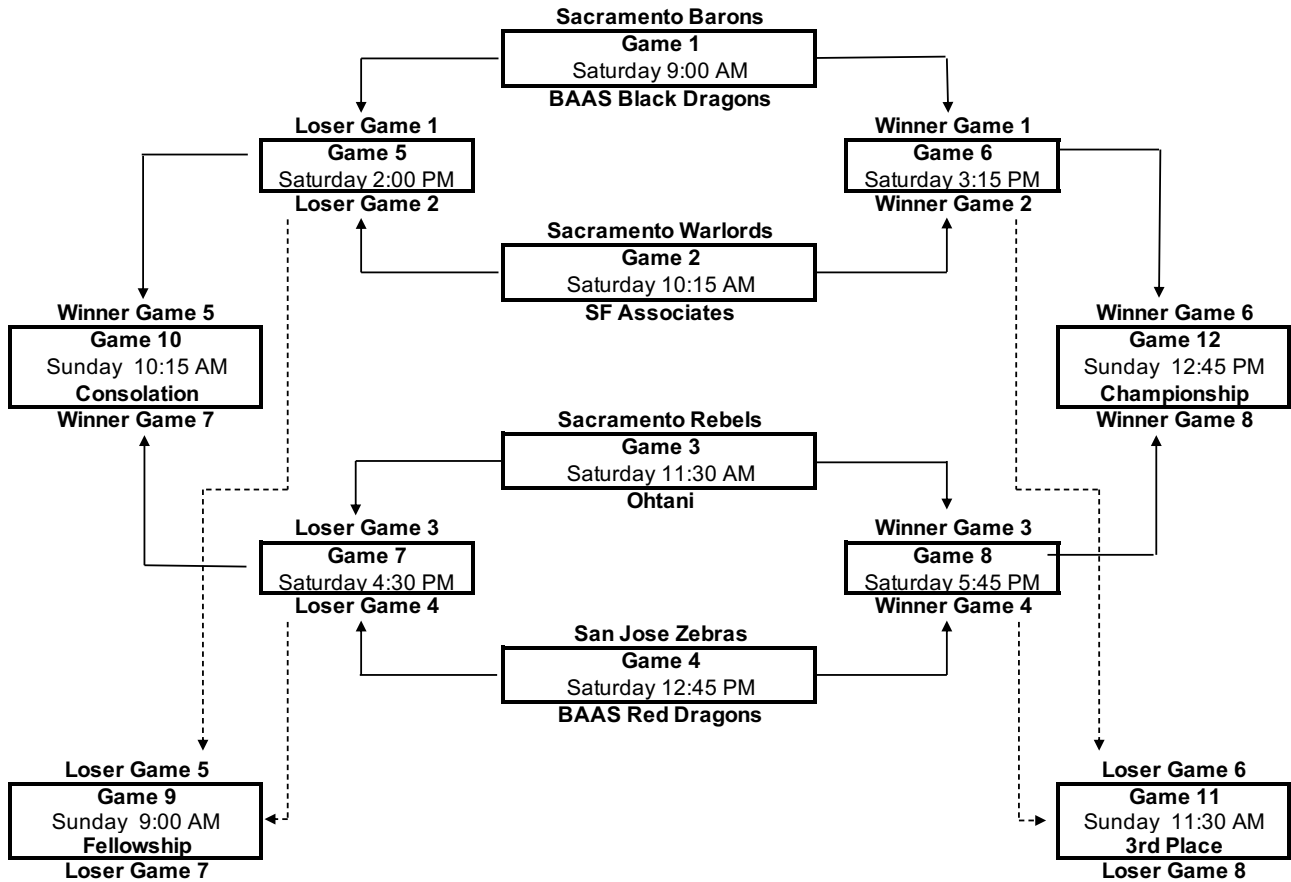 Sacramento Barons
Game 1
Saturday 9:00 AM
BAAS Black Dragons
Loser Game 1
Game 5
Saturday 2:00 PM
Loser Game 2
Winner Game 1
Game 6
Saturday 3:15 PM
Winner Game 2
Sacramento Warlords
Game 2
Saturday 10:15 AM
SF Associates
Winner Game 5
Game 10
Sunday 10:15 AM
Consolation
Winner Game 7
Winner Game 6
Game 12
Sunday 12:45 PM
Championship
Winner Game 8
Sacramento Rebels
Game 3
Saturday 11:30 AM
Ohtani
Loser Game 3
Game 7
Saturday 4:30 PM
Loser Game 4
Winner Game 3
Game 8
Saturday 5:45 PM
Winner Game 4
San Jose Zebras
Game 4
Saturday 12:45 PM
BAAS Red Dragons
Loser Game 5
Game 9
Sunday 9:00 AM
Fellowship
Loser Game 7
Loser Game 6
Game 11
Sunday 11:30 AM
3rd Place
Loser Game 8